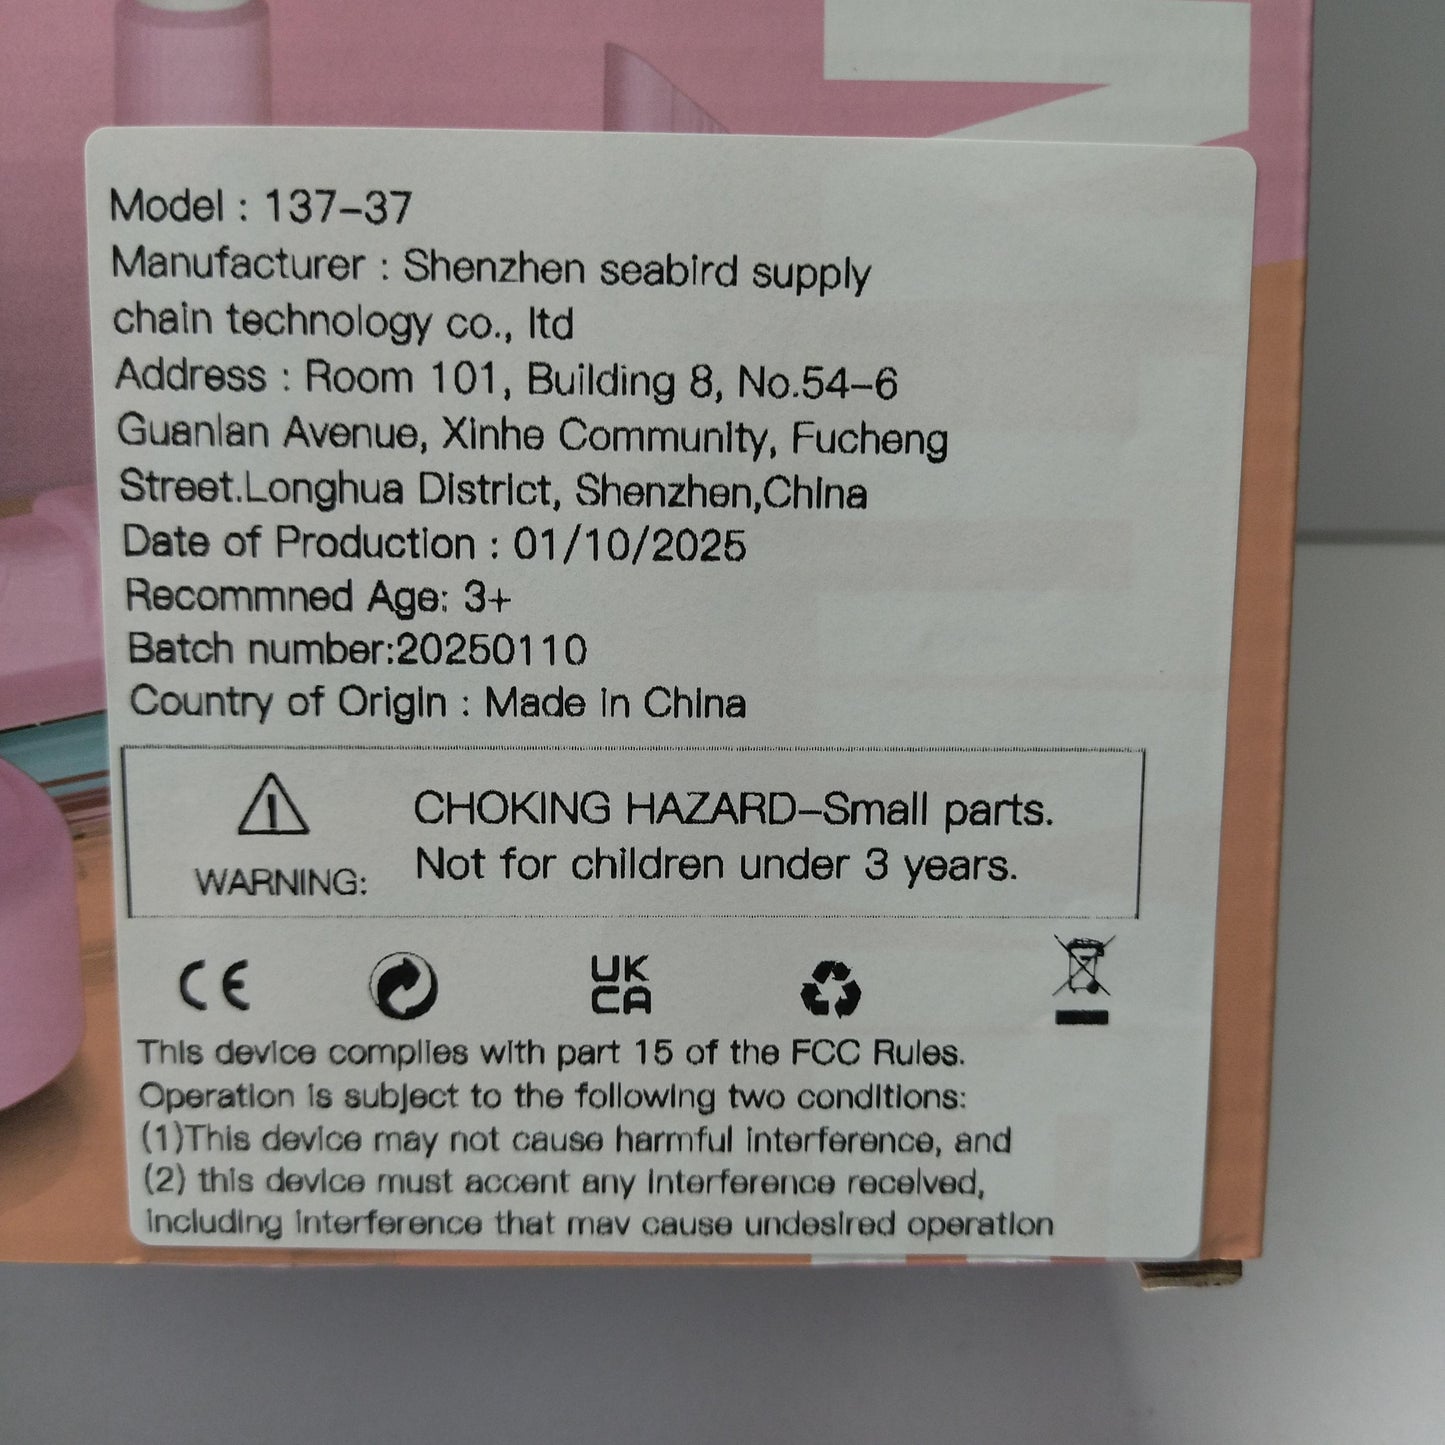 Model : 137-37
Manufacturer : Shenzhen seabird supply
chain technology co., ltd
Address : Room 101, Building 8, No.54-6
Guanlan Avenue, Xinhe Community, Fucheng
Street.Longhua District, Shenzhen,China
Date of Production : 01/10/2025
Recommned Age: 3+
Batch number:20250110
Country of Origin : Made in China
CHOKING HAZARD-Small parts.
Not for children under 3 years.
WARNING:
CE
UK
CA
This device complies with part 15 of the FCC Rules.
Operation is subject to the following two conditions:
(1)This device may not cause harmful interference, and
(2) this device must accent any interference received,
including interference that mav cause undesired operation